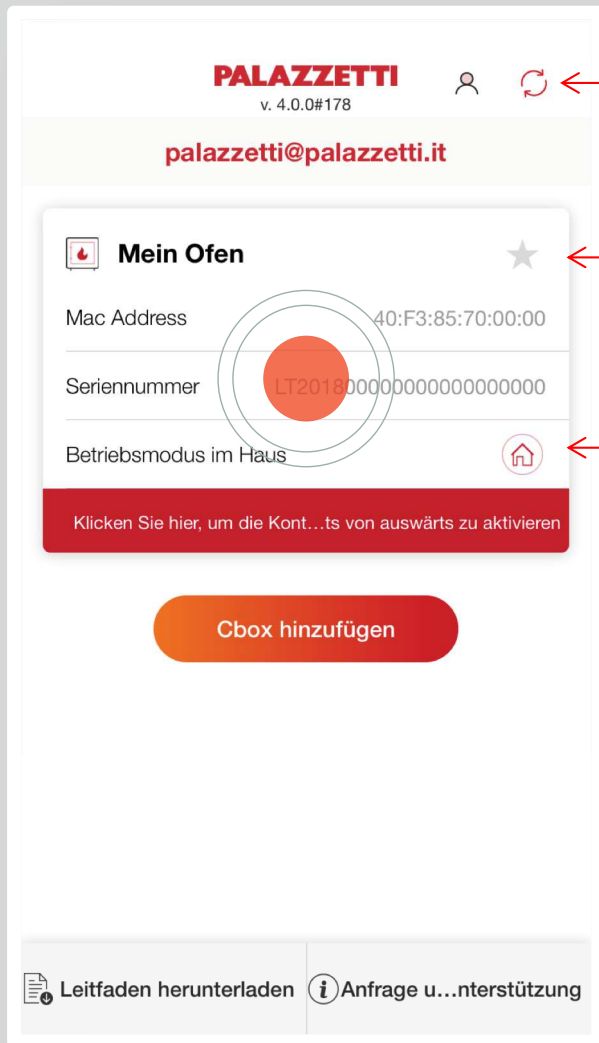 PALAZZETTI
v. 4.0.0#178
palazzetti@palazzetti.it
Mein Ofen
Mac Address 40:F3:85:70:00:00
Seriennummer LT201800000000000000000
Betriebsmodus im Haus
Klicken Sie hier, um die Kont...ts von auswärts zu aktivieren
Cbox hinzufügen
Leitfaden herunterladen
Anfrage u...nterstützung